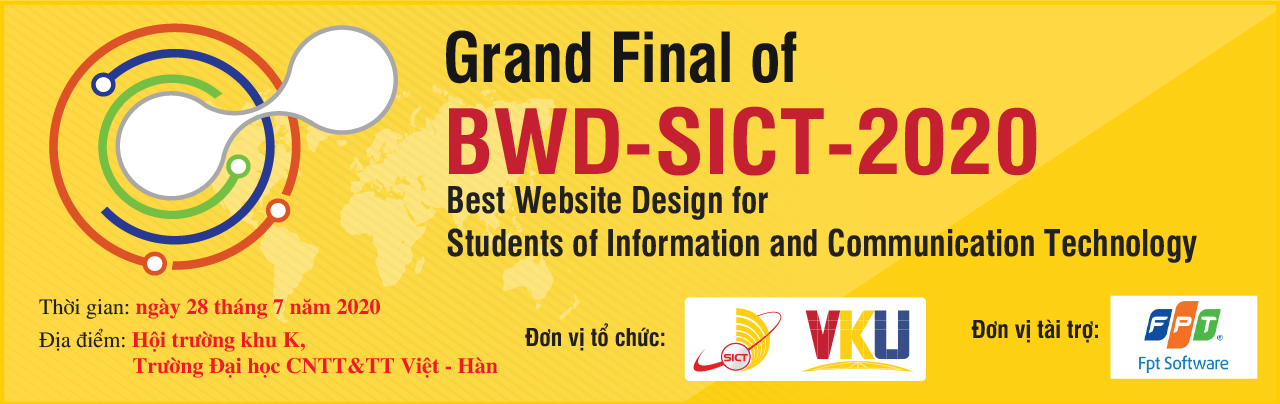 Grand Final of
BWD-SICT-2020
Best Website Design for
Students of Information and Communication Technology
Thời gian: ngày 28 tháng 7 năm 2020
Địa điểm: Hội trường khu K,
Trường Đại học CNTT&TT Việt - Hàn
Đơn vị tổ chức:
SICT
VKU
Đơn vị tài trợ:
FPT®
Fpt Software